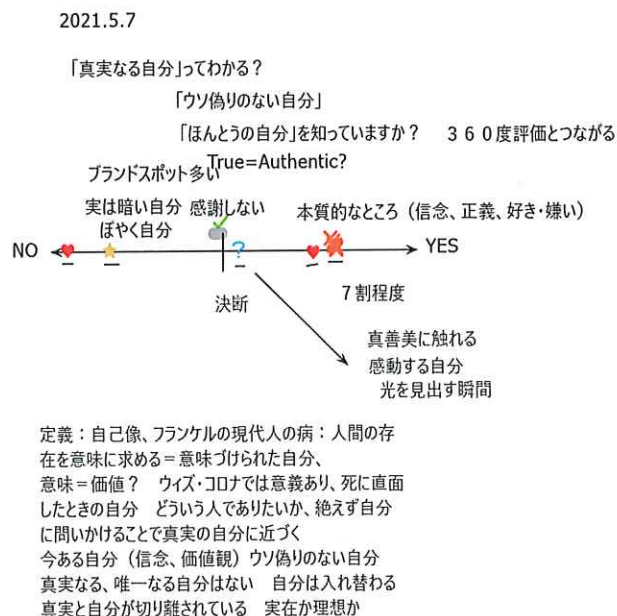 2021.5.7
「真実なる自分」ってわかる？
「ウソ偽りのない自分」
「ほんとうの自分」を知っていますか？　３６０度評価とつながる
True=Authentic?
ブランドスポット多い
実は暗い自分　感謝しない　本質的なところ（信念、正義、好き・嫌い）
ぼやく自分
NO　?　YES
決断　７割程度
真善美に触れる
感動する自分
光を見出す瞬間
定義：自己像、フランケルの現代人の病：人間の存
在を意味に求める＝意味づけられた自分、
意味＝価値？　ウィズ・コロナでは意義あり、死に直面
したときの自分　どういう人でありたいか、絶えず自分
に問いかけることで真実の自分に近づく
今ある自分（信念、価値観）ウソ偽りのない自分
真実なる、唯一なる自分はない　自分は入れ替わる
真実と自分が切り離されている　実在か理想か